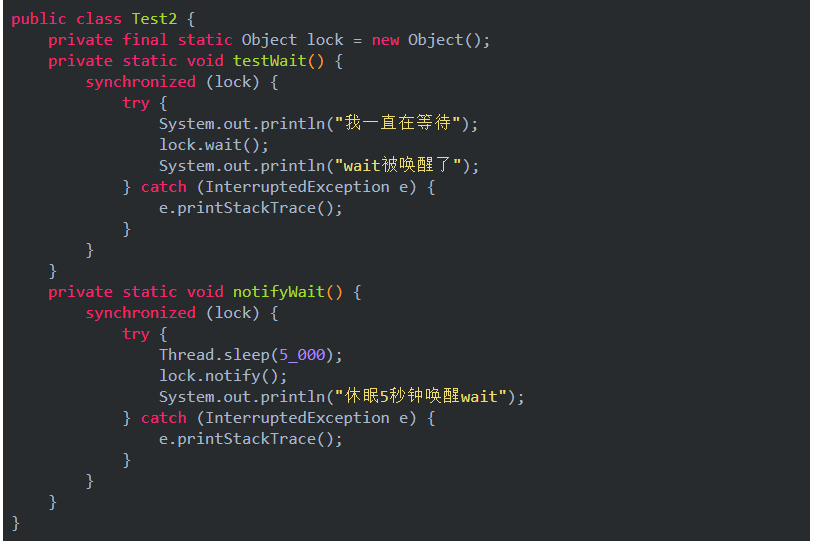 public class Test2 {
    private final static Object lock = new Object();
    private static void testWait() {
        synchronized (lock) {
            try {
                System.out.println("我一直在等待");
                lock.wait();
                System.out.println("wait被唤醒了");
            } catch (InterruptedException e) {
                e.printStackTrace();
            }
        }
    }
    private static void notifyWait() {
        synchronized (lock) {
            try {
                Thread.sleep(5_000);
                lock.notify();
                System.out.println("休眠5秒钟唤醒wait");
            } catch (InterruptedException e) {
                e.printStackTrace();
            }
        }
    }
}